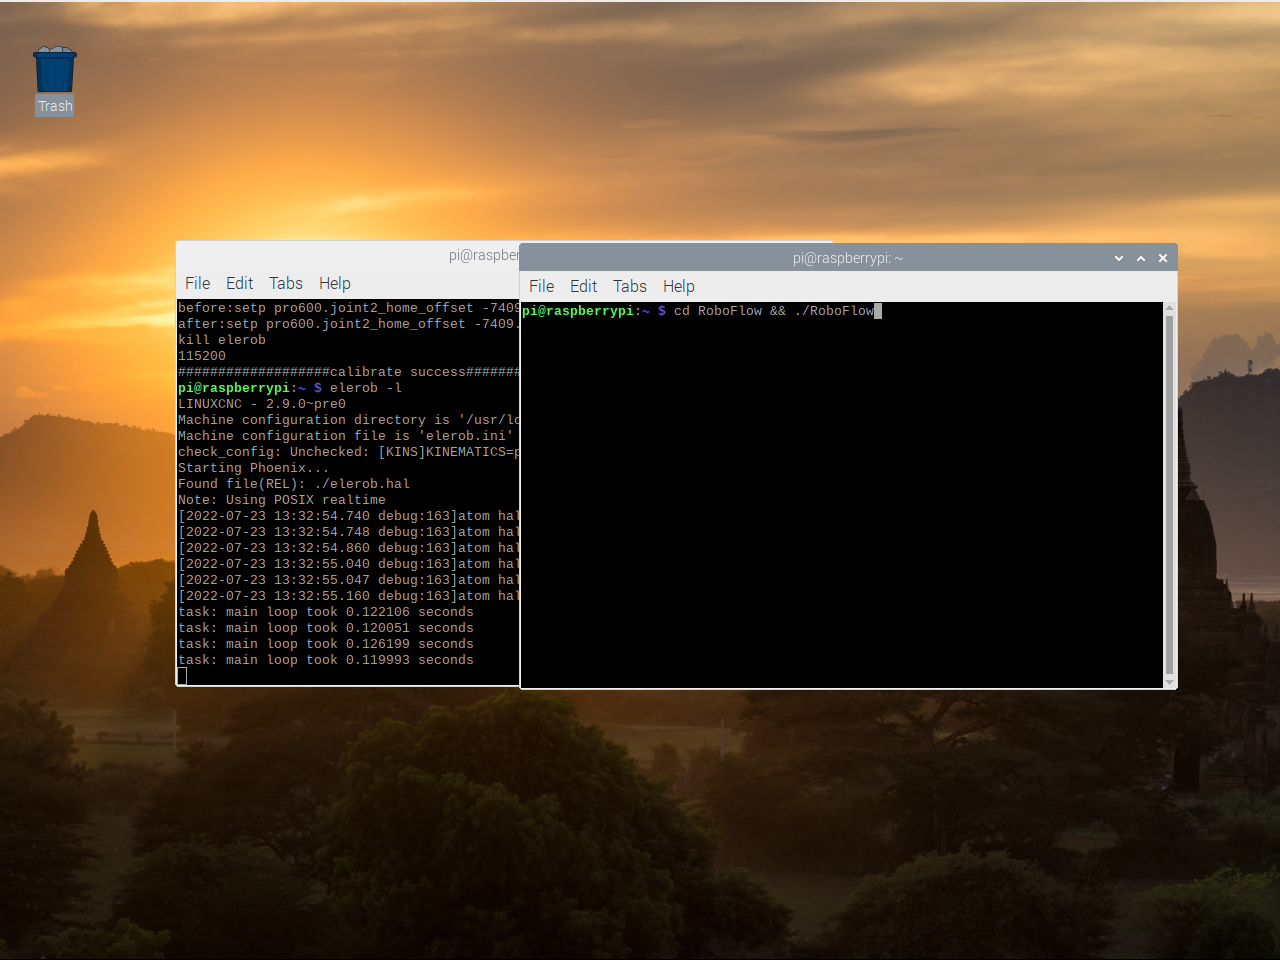 Trash
pi@raspber
File Edit Tabs Help
before:setp pro600.joint2_home_offset -7409
after:setp pro600.joint2_home_offset -7409.
kill elerob
115200
###################calibrate success#######
pi@raspberrypi:~ $ elerob -l
LINUXCNC - 2.9.0~pre0
Machine configuration directory is '/usr/lo
Machine configuration file is 'elerob.ini'
check_config: Unchecked: [KINS]KINEMATICS=p
Starting Phoenix...
Found file(REL): ./elerob.hal
Note: Using POSIX realtime
[2022-07-23 13:32:54.740 debug:163]atom hal
[2022-07-23 13:32:54.748 debug:163]atom hal
[2022-07-23 13:32:54.860 debug:163]atom hal
[2022-07-23 13:32:55.040 debug:163]atom hal
[2022-07-23 13:32:55.047 debug:163]atom hal
[2022-07-23 13:32:55.160 debug:163]atom hal
task: main loop took 0.122106 seconds
task: main loop took 0.120051 seconds
task: main loop took 0.126199 seconds
task: main loop took 0.119993 seconds
pi@raspberrypi: ~
File Edit Tabs Help
pi@raspberrypi:~ $ cd RoboFlow && ./RoboFlow